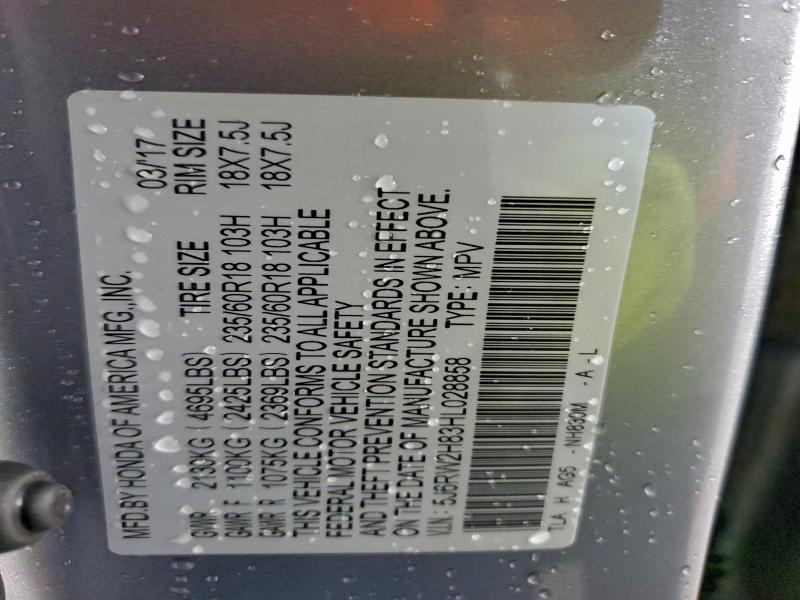 MFD.BY HONDA OF AMERICA MFG.,INC. 03/'17
TIRE SIZE RIM SIZE
GVWR 2130KG ( 4695LBS)
GAWR F 1100KG ( 2425LBS) 235/60R18 103H 18X7.5J
GAWR R 1075KG ( 2369LBS) 235/60R18 103H 18X7.5J
THIS VEHICLE CONFORMS TO ALL APPLICABLE
FEDERAL MOTOR VEHICLE SAFETY
AND THEFT PREVENTION STANDARDS IN EFFECT
ON THE DATE OF MANUFACTURE SHOWN ABOVE.
V.I.N.: 5J6RW2H83HL028858 TYPE: MPV
TLA H AG5 - NH830M - A - L